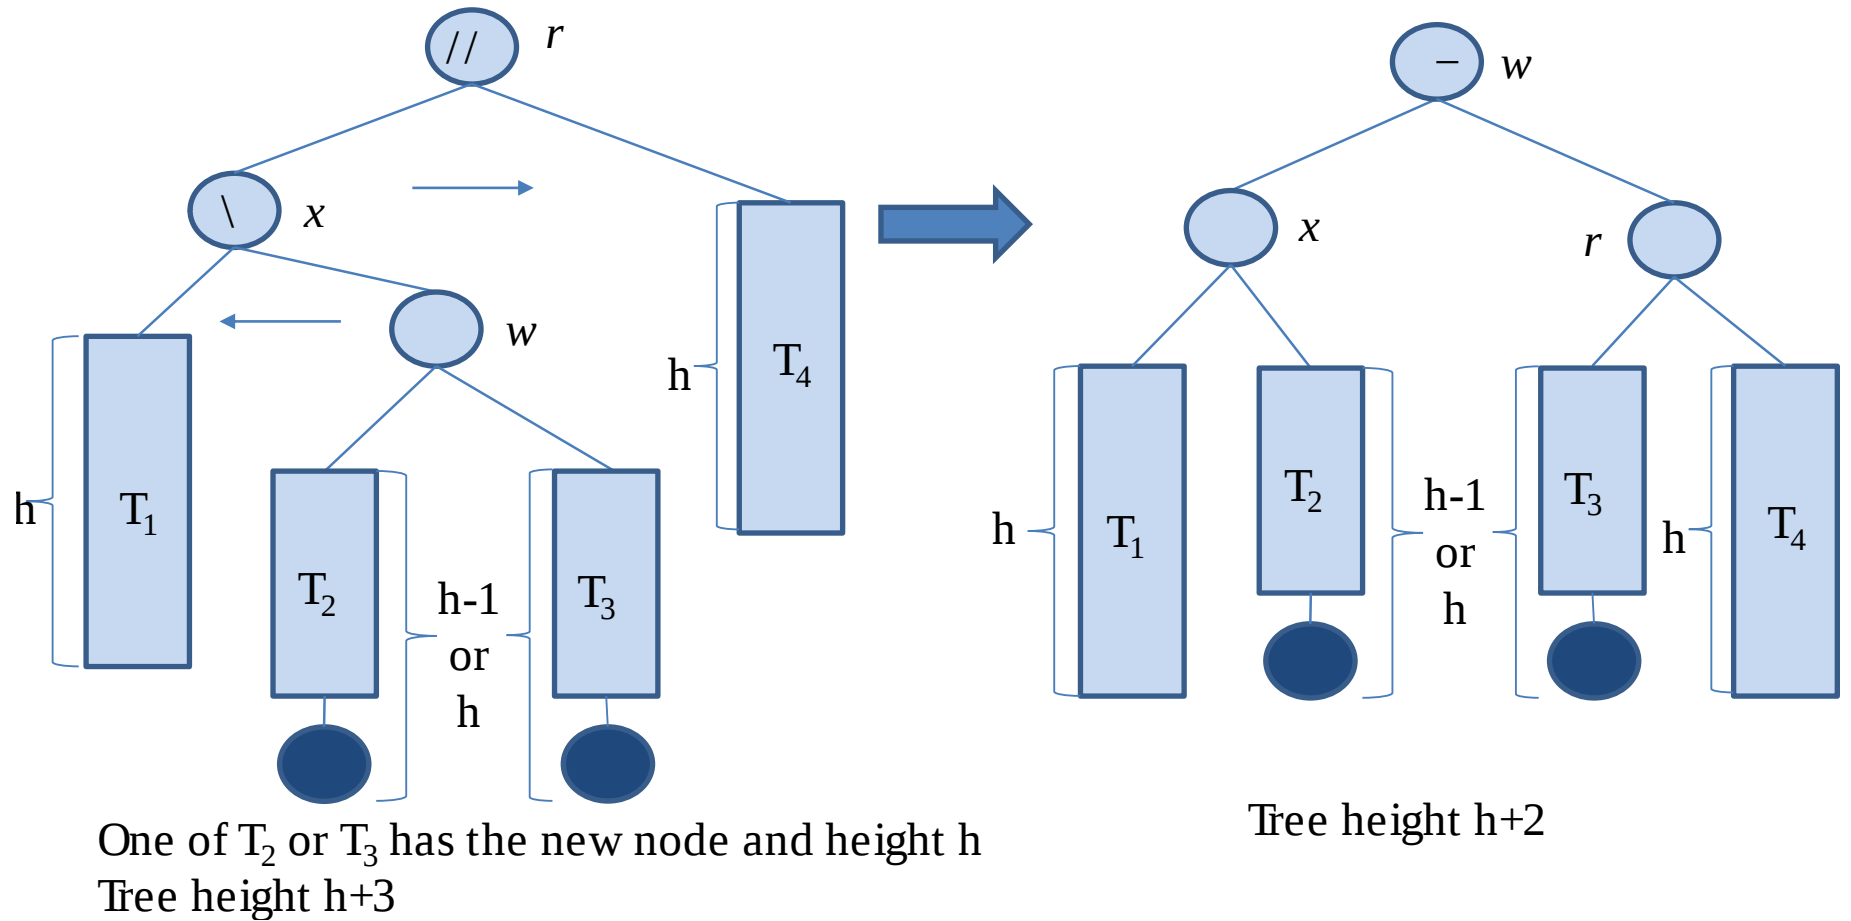 // r
\ x
w
h
T1
T2
h-1
or
h
T3
h
T4
One of T2 or T3 has the new node and height h
Tree height h+3
– w
x
r
h
T1
T2
h-1
or
h
T3
h
T4
Tree height h+2